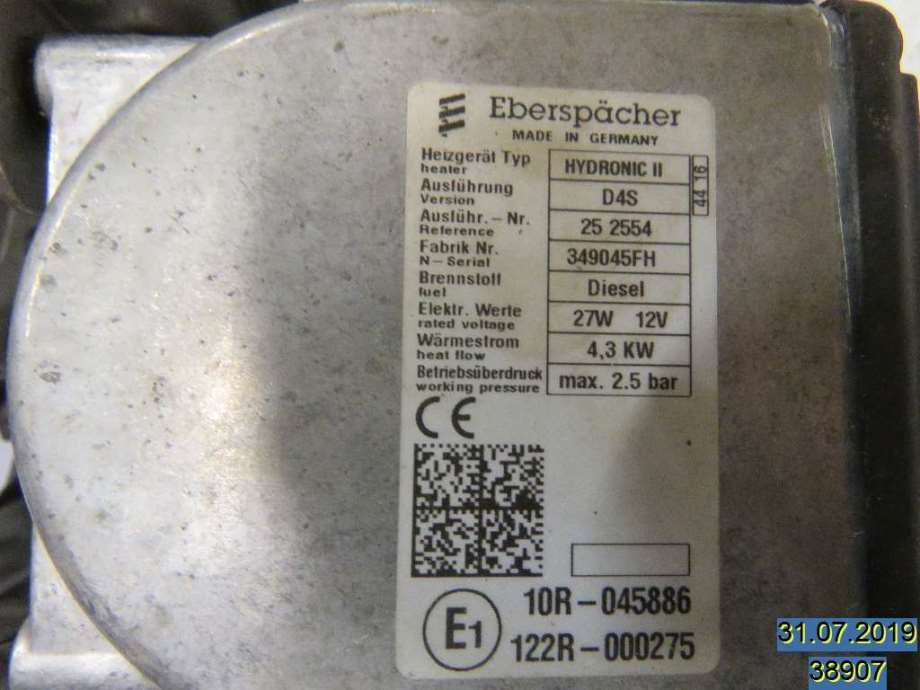 Eberspächer
MADE IN GERMANY
Heizgerät Typ HYDRONIC II
heater
44 16
Ausführung D4S
Version
Ausführ.-Nr. 25 2554
Reference
Fabrik Nr. 349045FH
N-Serial
Brennstoff Diesel
fuel
Elektr. Werte 27W 12V
rated voltage
Wärmestrom 4,3 KW
heat flow
Betriebsüberdruck max. 2.5 bar
working pressure
CE
E1
10R-045886
122R-000275
31.07.2019
38907